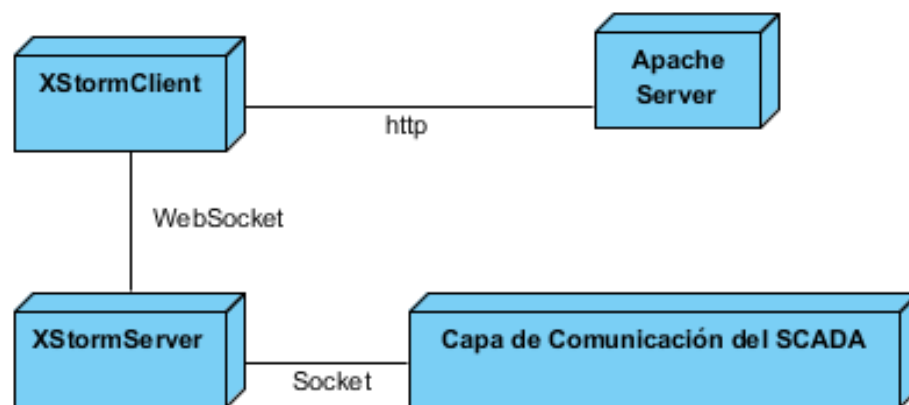 XStormClient
Apache
Server
http
WebSocket
XStormServer
Capa de Comunicación del SCADA
Socket